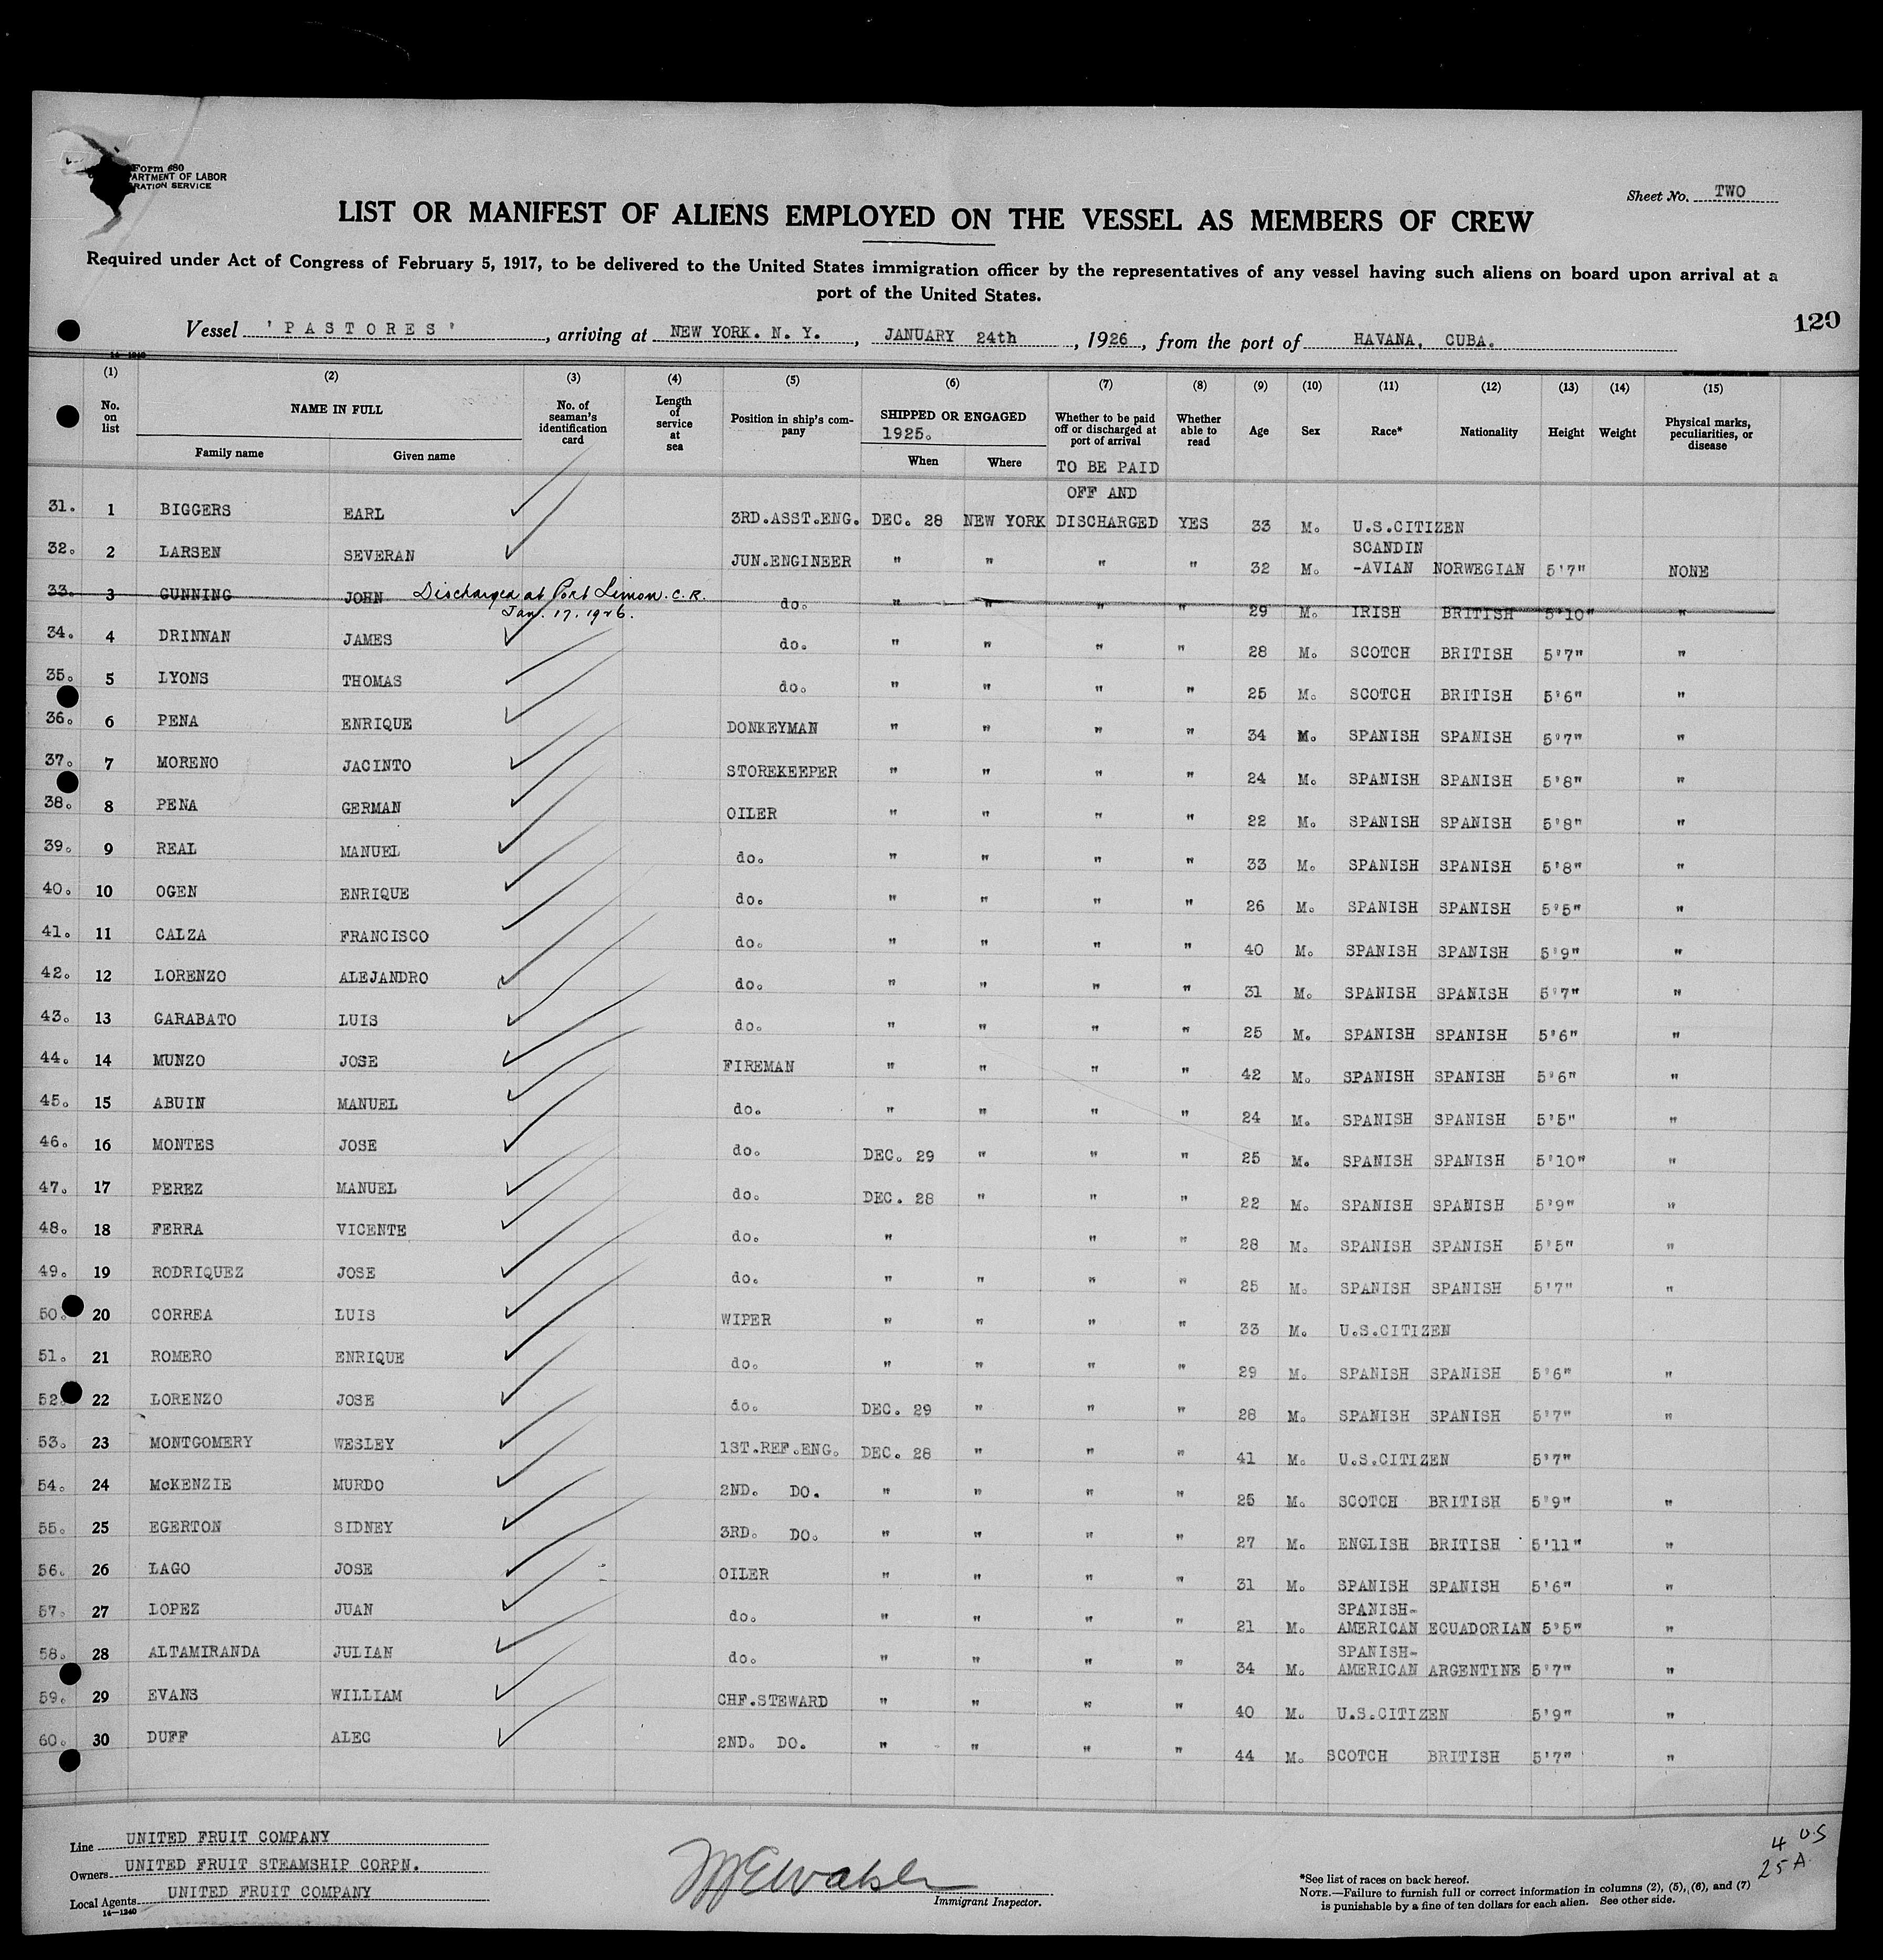 Form 680
ARTMENT OF LABOR
RATION SERVICE
Sheet No. TWO
LIST OR MANIFEST OF ALIENS EMPLOYED ON THE VESSEL AS MEMBERS OF CREW
Required under Act of Congress of February 5, 1917, to be delivered to the United States immigration officer by the representatives of any vessel having such aliens on board upon arrival at a
port of the United States.
120
Vessel 'PASTORES', arriving at NEW YORK. N. Y., JANUARY 24th, 1926, from the port of HAVANA, CUBA.
14—1240
(1) (2) (3) (4) (5) (6) (7) (8) (9) (10) (11) (12) (13) (14) (15)
No. on list NAME IN FULL Family name Given name No. of seaman's identification card Length of service at sea Position in ship's company SHIPPED OR ENGAGED 1925. When Where Whether to be paid off or discharged at port of arrival Whether able to read Age Sex Race* Nationality Height Weight Physical marks, peculiarities, or disease
TO BE PAID
OFF AND
31. 1 BIGGERS EARL 3RD.ASST.ENG. DEC. 28 NEW YORK DISCHARGED YES 33 M. U.S.CITIZEN
32. 2 LARSEN SEVERAN JUN.ENGINEER " " " " 32 M. SCANDIN-AVIAN NORWEGIAN 5'7" NONE
33. 3 GUNNING JOHN Discharged at Port Limon. C.R. Jan. 17. 1926. do. " " " " 29 M. IRISH BRITISH 5'10" "
34. 4 DRINNAN JAMES do. " " " " 28 M. SCOTCH BRITISH 5'7" "
35. 5 LYONS THOMAS do. " " " " 25 M. SCOTCH BRITISH 5'6" "
36. 6 PENA ENRIQUE DONKEYMAN " " " " 34 M. SPANISH SPANISH 5'7" "
37. 7 MORENO JACINTO STOREKEEPER " " " " 24 M. SPANISH SPANISH 5'8" "
38. 8 PENA GERMAN OILER " " " " 22 M. SPANISH SPANISH 5'8" "
39. 9 REAL MANUEL do. " " " " 33 M. SPANISH SPANISH 5'8" "
40. 10 OGEN ENRIQUE do. " " " " 26 M. SPANISH SPANISH 5'5" "
41. 11 CALZA FRANCISCO do. " " " " 40 M. SPANISH SPANISH 5'9" "
42. 12 LORENZO ALEJANDRO do. " " " " 31 M. SPANISH SPANISH 5'7" "
43. 13 GARABATO LUIS do. " " " " 25 M. SPANISH SPANISH 5'6" "
44. 14 MUNZO JOSE FIREMAN " " " " 42 M. SPANISH SPANISH 5'6" "
45. 15 ABUIN MANUEL do. " " " " 24 M. SPANISH SPANISH 5'5" "
46. 16 MONTES JOSE do. DEC. 29 " " " 25 M. SPANISH SPANISH 5'10" "
47. 17 PEREZ MANUEL do. DEC. 28 " " " 22 M. SPANISH SPANISH 5'9" "
48. 18 FERRA VICENTE do. " " " 28 M. SPANISH SPANISH 5'5" "
49. 19 RODRIQUEZ JOSE do. " " " " 25 M. SPANISH SPANISH 5'7" "
50. 20 CORREA LUIS WIPER " " " " 33 M. U.S.CITIZEN
51. 21 ROMERO ENRIQUE do. " " " " 29 M. SPANISH SPANISH 5'6" "
52. 22 LORENZO JOSE do. DEC. 29 " " " 28 M. SPANISH SPANISH 5'7" "
53. 23 MONTGOMERY WESLEY 1ST.REF.ENG. DEC. 28 " " " 41 M. U.S.CITIZEN 5'7"
54. 24 McKENZIE MURDO 2ND. DO. " " " " 25 M. SCOTCH BRITISH 5'9" "
55. 25 EGERTON SIDNEY 3RD. DO. " " " " 27 M. ENGLISH BRITISH 5'11" "
56. 26 LAGO JOSE OILER " " " " 31 M. SPANISH SPANISH 5'6" "
57. 27 LOPEZ JUAN do. " " " " 21 M. SPANISH-AMERICAN ECUADORIAN 5'5" "
58. 28 ALTAMIRANDA JULIAN do. " " " " 34 M. SPANISH-AMERICAN ARGENTINE 5'7" "
59. 29 EVANS WILLIAM CHF.STEWARD " " " " 40 M. U.S.CITIZEN 5'9" "
60. 30 DUFF ALEC 2ND. DO. " " " " 44 M. SCOTCH BRITISH 5'7" "
Line UNITED FRUIT COMPANY
Owners UNITED FRUIT STEAMSHIP CORPN.
Local Agents UNITED FRUIT COMPANY
14—1240
Immigrant Inspector.
4 U.S
25 A.
*See list of races on back hereof.
NOTE.—Failure to furnish full or correct information in columns (2), (5), (6), and (7)
is punishable by a fine of ten dollars for each alien. See other side.